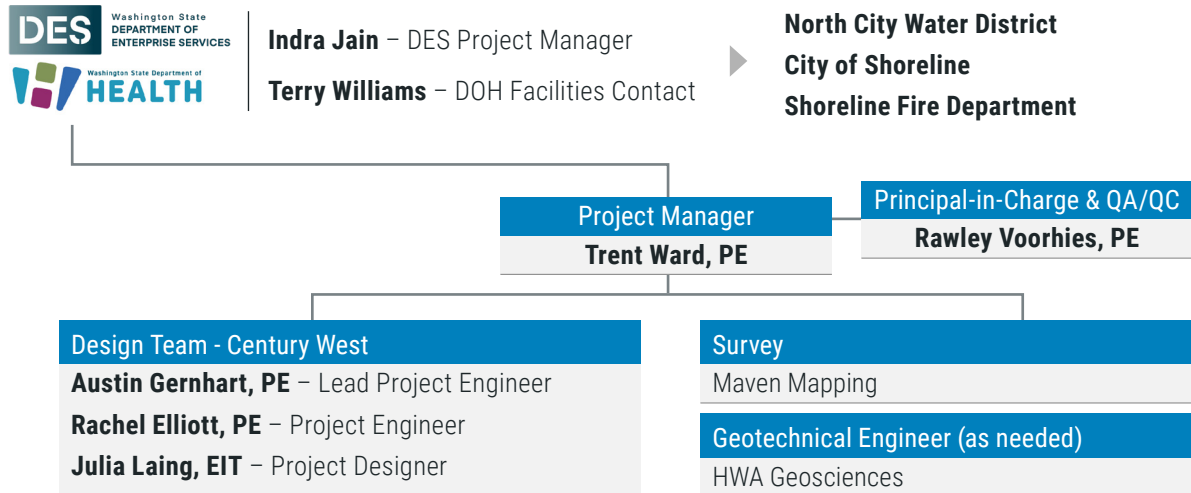 DES
Washington State
DEPARTMENT OF
ENTERPRISE SERVICES
Washington State Department of
HEALTH
Indra Jain – DES Project Manager
Terry Williams – DOH Facilities Contact
North City Water District
City of Shoreline
Shoreline Fire Department
Project Manager
Trent Ward, PE
Principal-in-Charge & QA/QC
Rawley Voorhies, PE
Design Team - Century West
Austin Gernhart, PE – Lead Project Engineer
Rachel Elliott, PE – Project Engineer
Julia Laing, EIT – Project Designer
Survey
Maven Mapping
Geotechnical Engineer (as needed)
HWA Geosciences